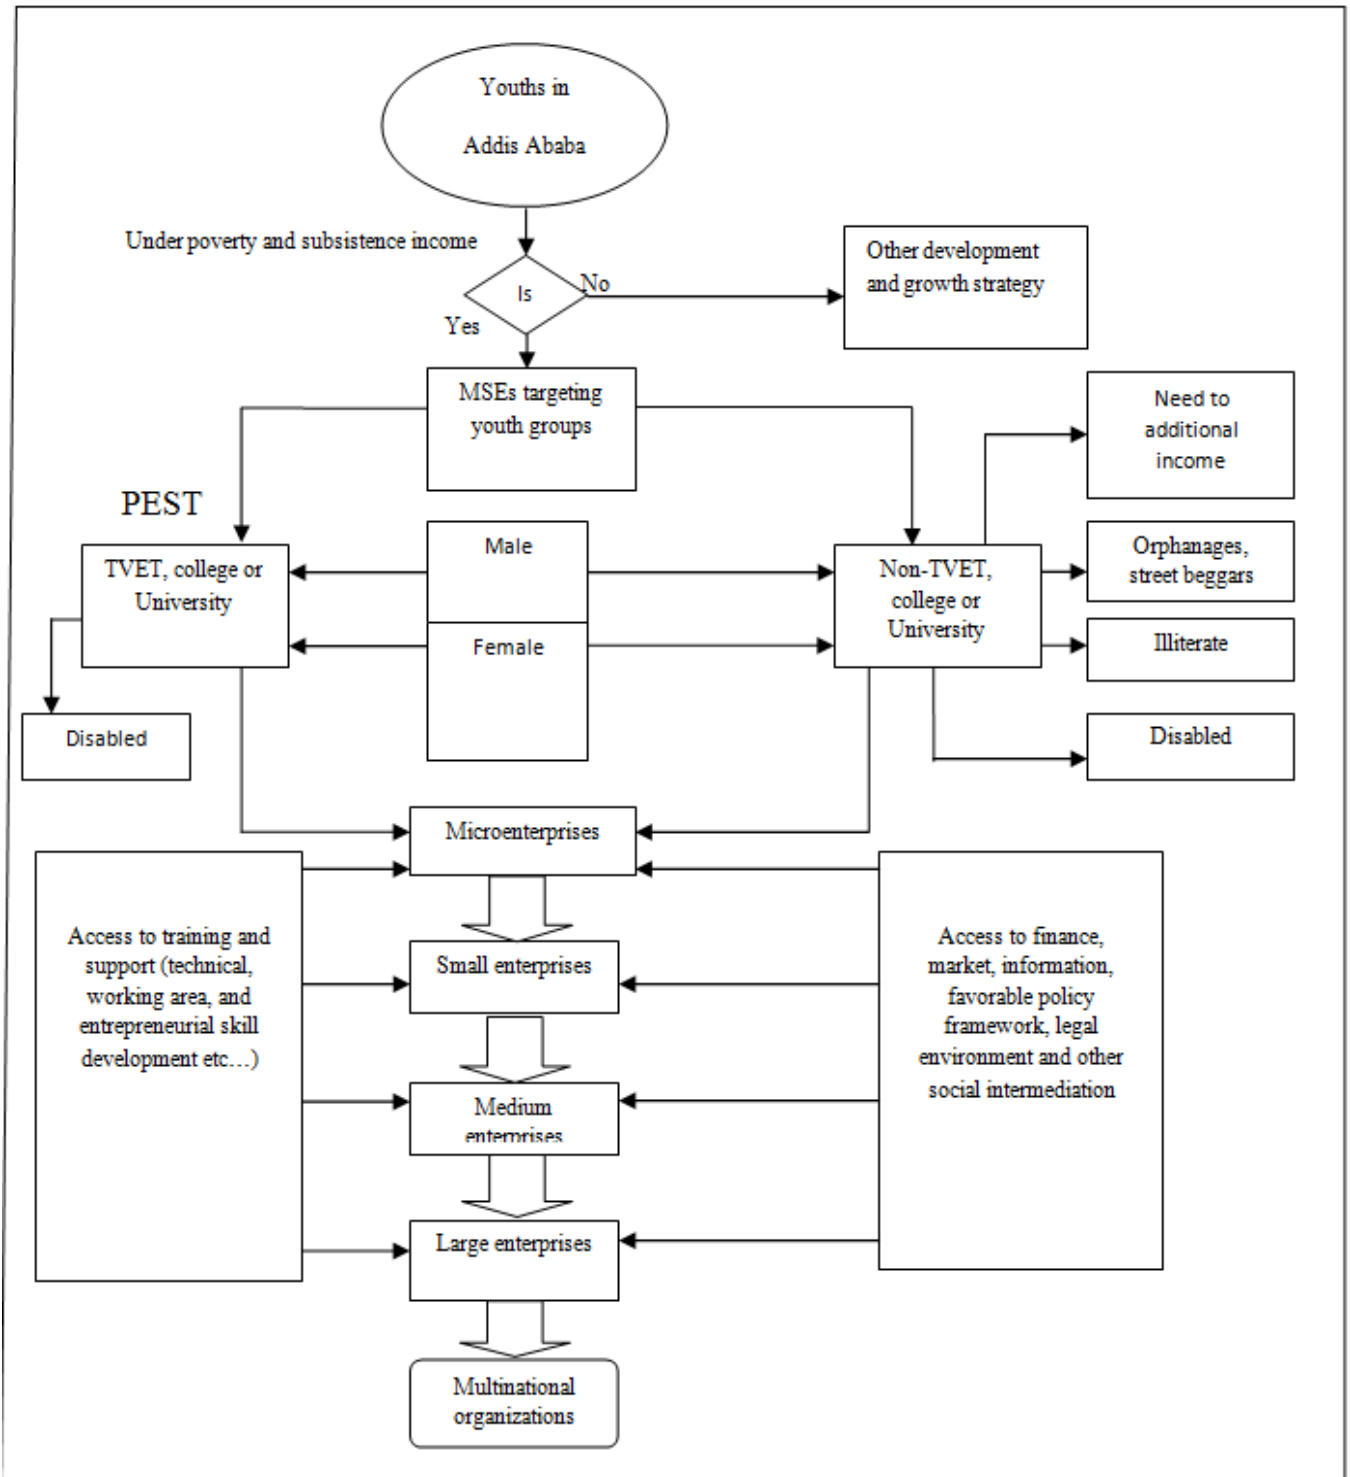 Youths in
Addis Ababa
Under poverty and subsistence income
Is
No
Yes
Other development
and growth strategy
MSEs targeting
youth groups
Need to
additional
income
PEST
TVET, college or
University
Male
Female
Non-TVET,
college or
University
Orphanages,
street beggars
Illiterate
Disabled
Disabled
Microenterprises
Access to training and
support (technical,
working area, and
entrepreneurial skill
development etc...)
Small enterprises
Access to finance,
market, information,
favorable policy
framework, legal
environment and other
social intermediation
Medium
enterprises
Large enterprises
Multinational
organizations